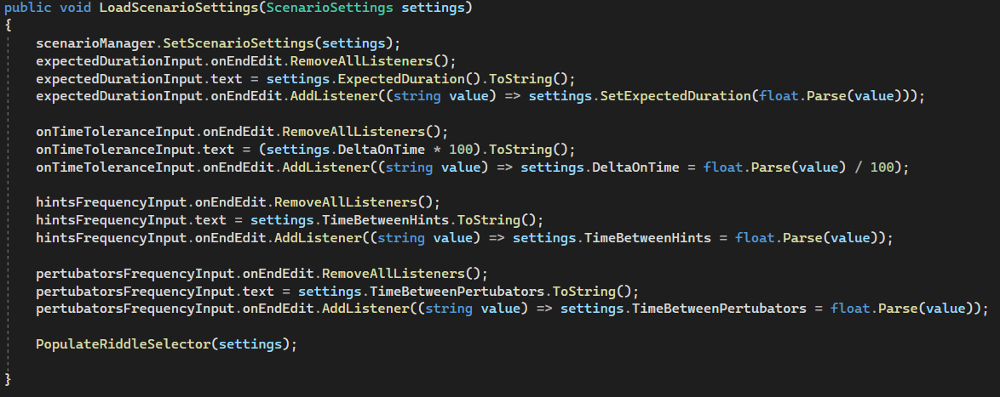 public void LoadScenarioSettings(ScenarioSettings settings)
{
    scenarioManager.SetScenarioSettings(settings);
    expectedDurationInput.onEndEdit.RemoveAllListeners();
    expectedDurationInput.text = settings.ExpectedDuration().ToString();
    expectedDurationInput.onEndEdit.AddListener((string value) => settings.SetExpectedDuration(float.Parse(value)));

    onTimeToleranceInput.onEndEdit.RemoveAllListeners();
    onTimeToleranceInput.text = (settings.DeltaOnTime * 100).ToString();
    onTimeToleranceInput.onEndEdit.AddListener((string value) => settings.DeltaOnTime = float.Parse(value) / 100);

    hintsFrequencyInput.onEndEdit.RemoveAllListeners();
    hintsFrequencyInput.text = settings.TimeBetweenHints.ToString();
    hintsFrequencyInput.onEndEdit.AddListener((string value) => settings.TimeBetweenHints = float.Parse(value));

    pertubatorsFrequencyInput.onEndEdit.RemoveAllListeners();
    pertubatorsFrequencyInput.text = settings.TimeBetweenPertubators.ToString();
    pertubatorsFrequencyInput.onEndEdit.AddListener((string value) => settings.TimeBetweenPertubators = float.Parse(value));

    PopulateRiddleSelector(settings);

}